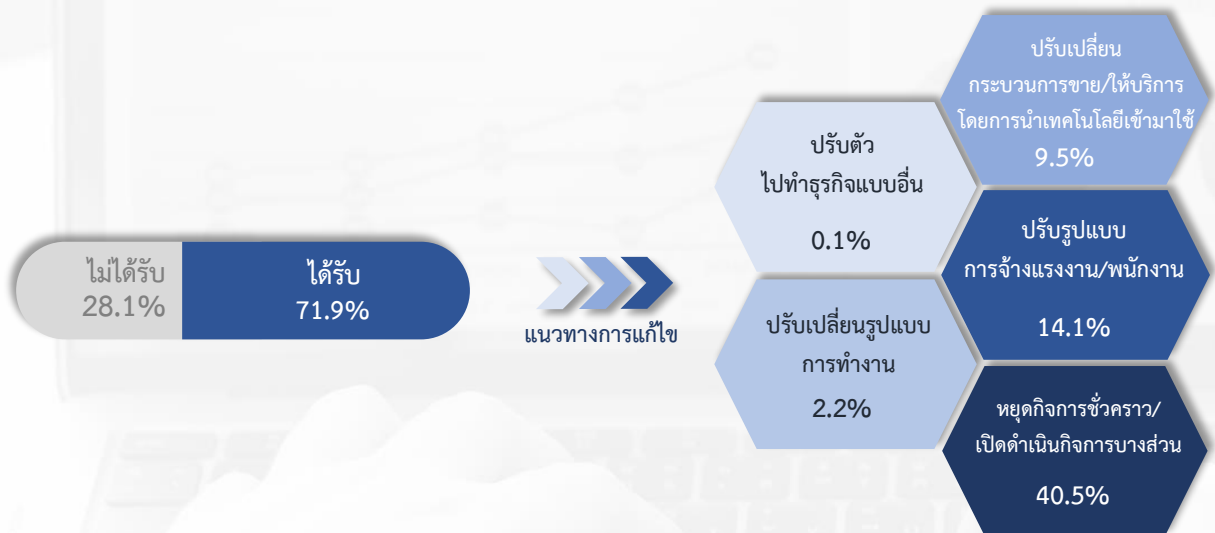 ไม่ได้รับ
28.1%
ได้รับ
71.9%
แนวทางการแก้ไข
ปรับตัว
ไปทำธุรกิจแบบอื่น
0.1%
ปรับเปลี่ยนรูปแบบ
การทำงาน
2.2%
ปรับเปลี่ยน
กระบวนการขาย/ให้บริการ
โดยการนำเทคโนโลยีเข้ามาใช้
9.5%
ปรับรูปแบบ
การจ้างแรงงาน/พนักงาน
14.1%
หยุดกิจการชั่วคราว/
เปิดดำเนินกิจการบางส่วน
40.5%